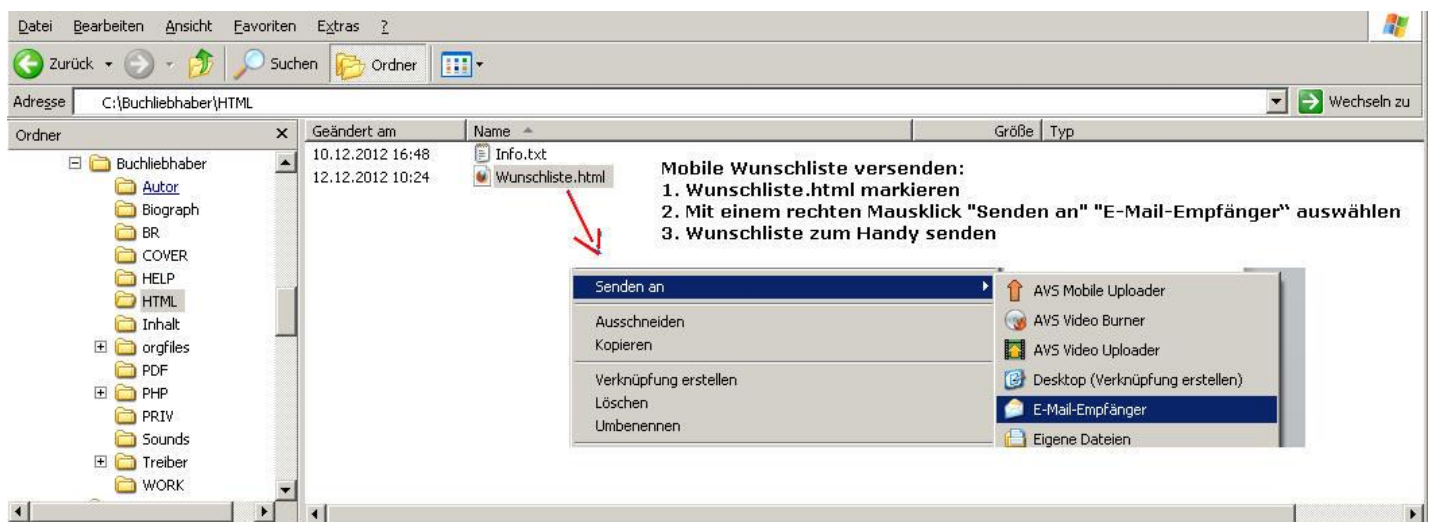 Datei Bearbeiten Ansicht Favoriten Extras ?
Zurück Suchen Ordner
Adresse C:\Buchliebhaber\HTML Wechseln zu
Ordner x
Buchliebhaber
Autor
Biograph
BR
COVER
HELP
HTML
Inhalt
orgfiles
PDF
PHP
PRIV
Sounds
Treiber
WORK
Geändert am Name Größe Typ
10.12.2012 16:48 Info.txt
12.12.2012 10:24 Wunschliste.html
Mobile Wunschliste versenden:
1. Wunschliste.html markieren
2. Mit einem rechten Mausklick "Senden an" "E-Mail-Empfänger“ auswählen
3. Wunschliste zum Handy senden
Senden an
Ausschneiden
Kopieren
Verknüpfung erstellen
Löschen
Umbenennen
AVS Mobile Uploader
AVS Video Burner
AVS Video Uploader
Desktop (Verknüpfung erstellen)
E-Mail-Empfänger
Eigene Dateien